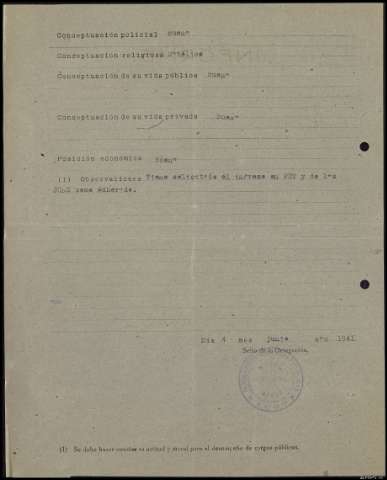 Conceptuación policial Buena
Conceptuación religiosa Católica
Conceptuación de su vida pública Buena
Conceptuación de su vida privada Buena
Posición económica Buena
(1) Observaciones Tiene solicitado el ingreso en FET y de las
JONS como Adherido.
Día 4 mes junio año 1941
Sello de la Delegación,
(1) Se debe hacer constar su actitud y moral para el desempeño de cargos públicos.